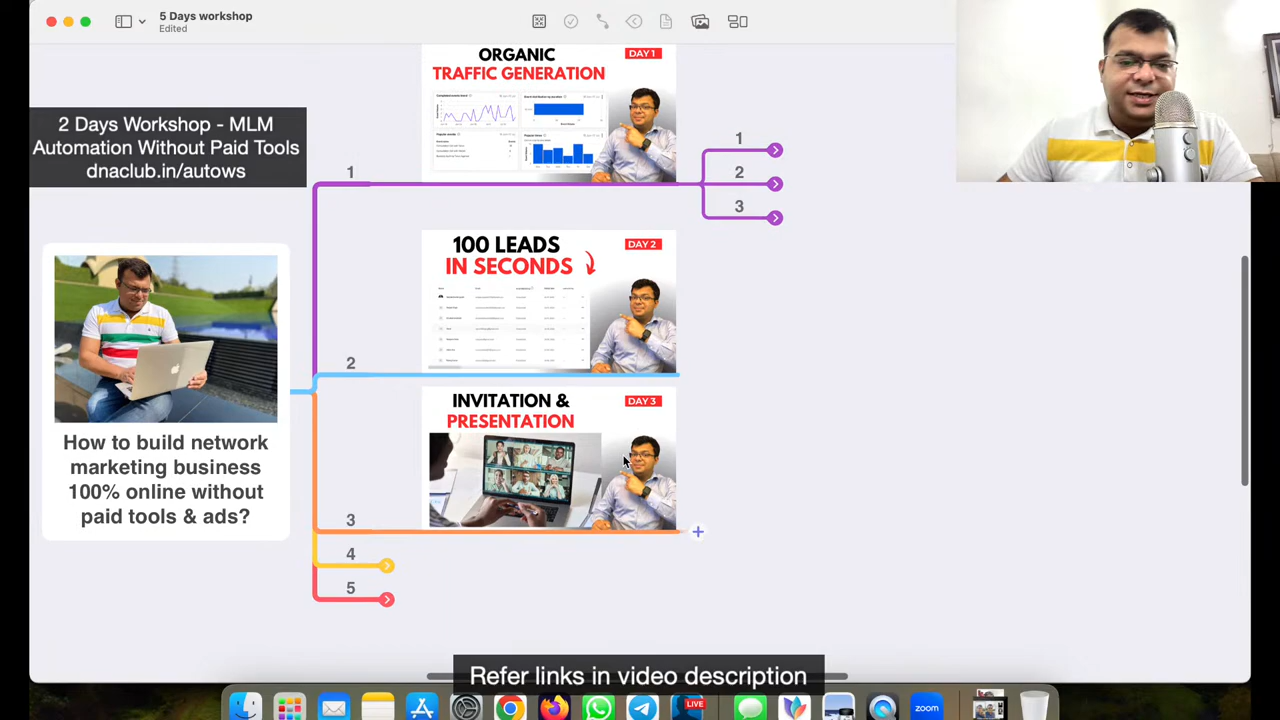 5 Days workshop
Edited
2 Days Workshop - MLM
Automation Without Paid Tools
dnaclub.in/autows
How to build network
marketing business
100% online without
paid tools & ads?
1
ORGANIC
TRAFFIC GENERATION
DAY 1
1
2
3
2
100 LEADS
IN SECONDS
DAY 2
3
INVITATION &
PRESENTATION
DAY 3
4
5
Refer links in video description
LIVE
zoom